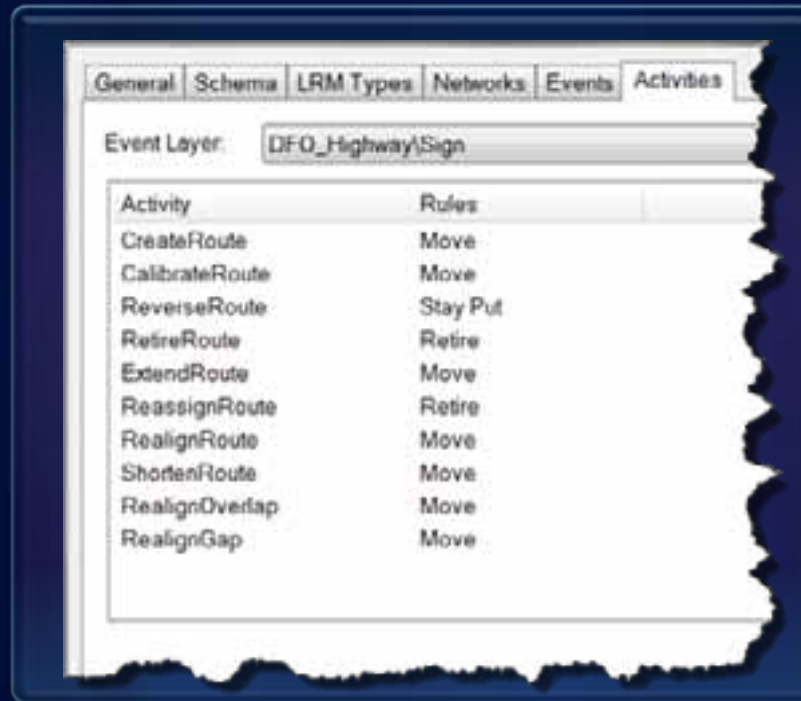 General Schema LRM Types Networks Events Activities
Event Layer: DFO_Highway\Sign
Activity Rules
CreateRoute Move
CalibrateRoute Move
ReverseRoute Stay Put
RetireRoute Retire
ExtendRoute Move
ReassignRoute Retire
RealignRoute Move
ShortenRoute Move
RealignOverlap Move
RealignGap Move